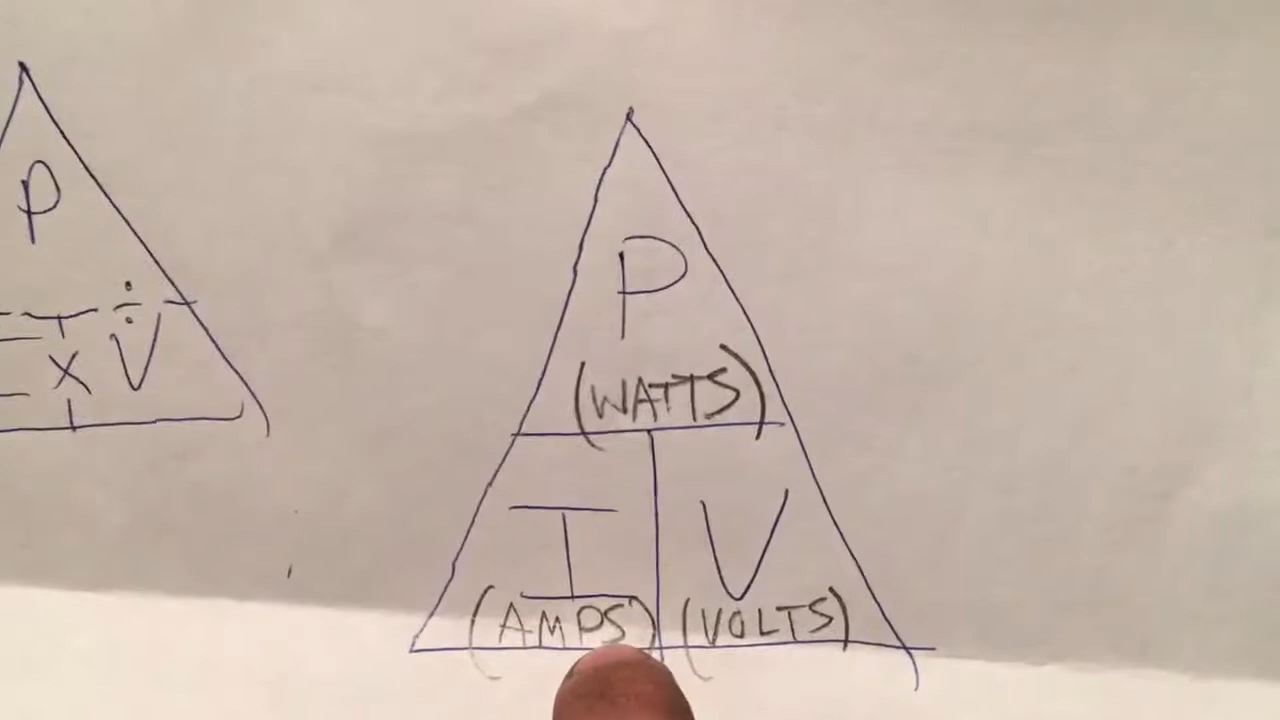 P
÷
I x V
P
(WATTS)
I V
(AMPS) (VOLTS)